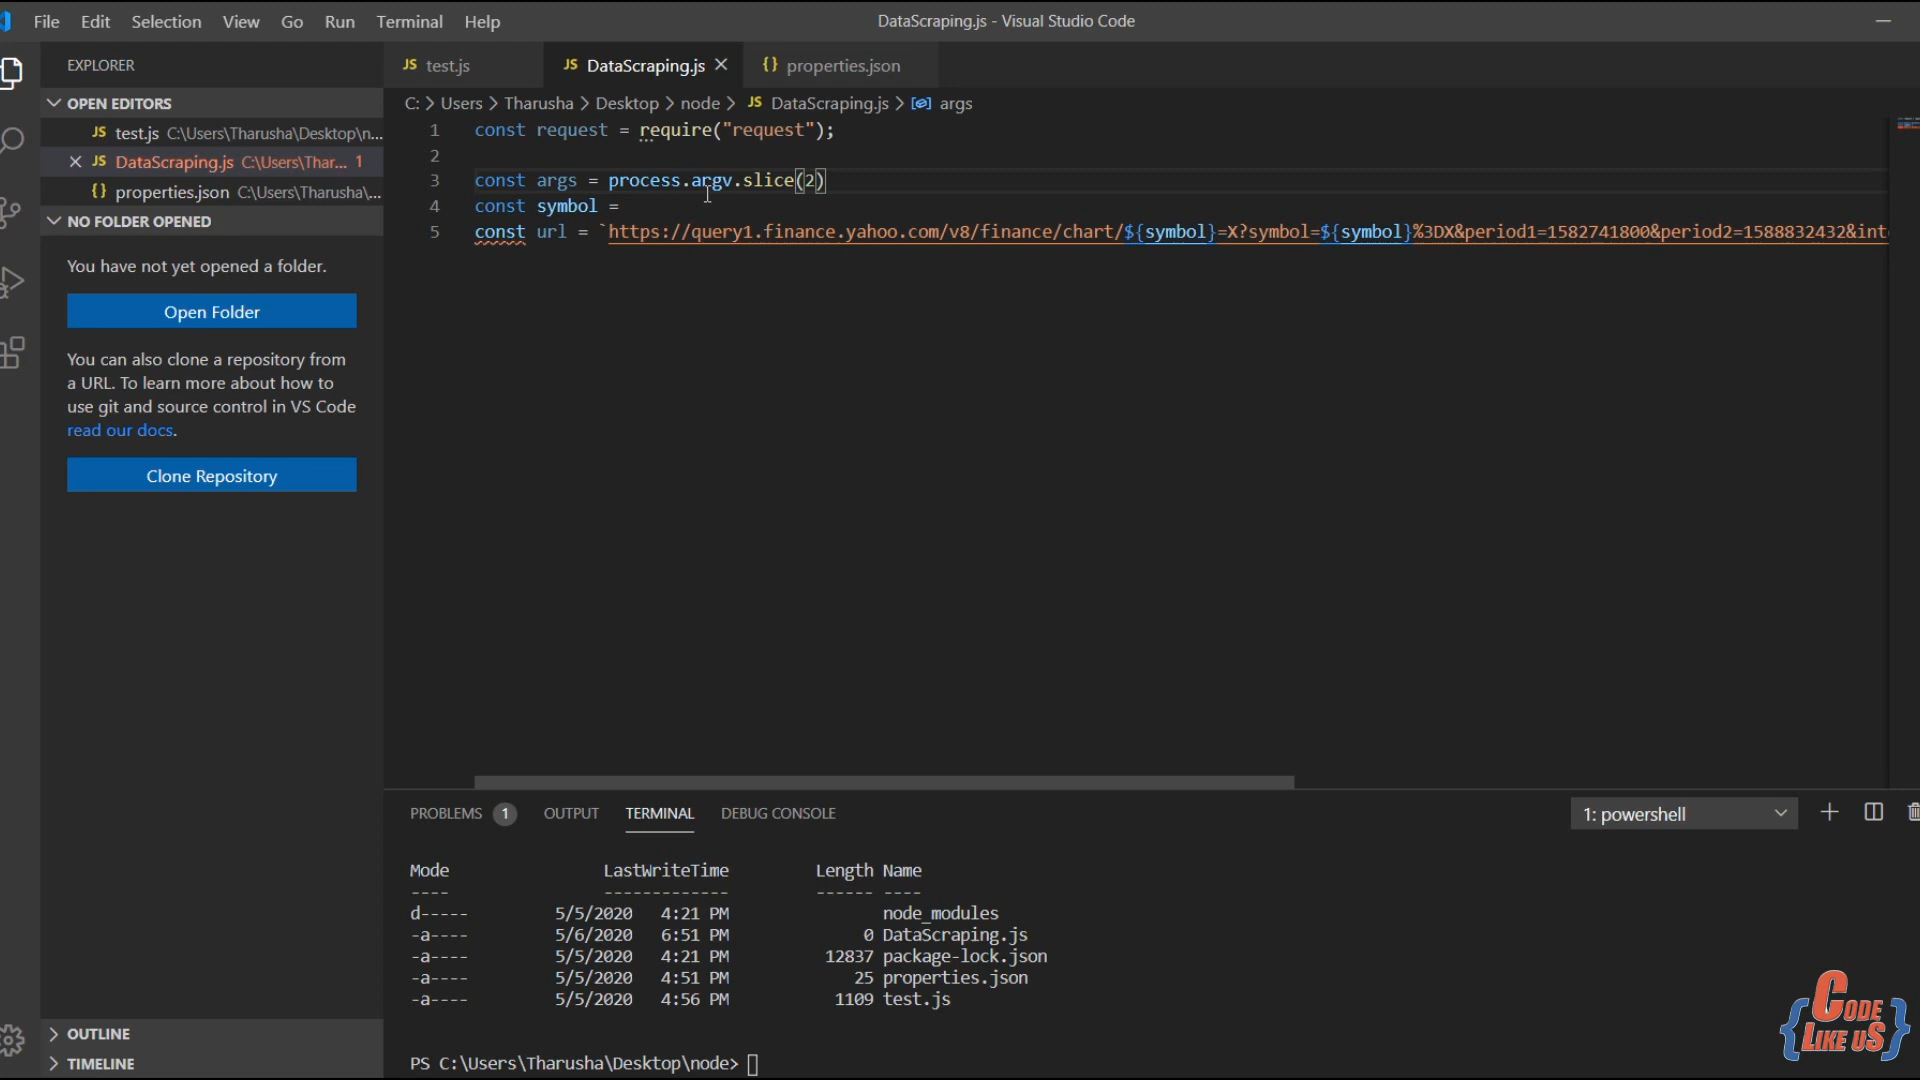 File Edit Selection View Go Run Terminal Help
DataScraping.js - Visual Studio Code
EXPLORER
OPEN EDITORS
JS test.js C:\Users\Tharusha\Desktop\n...
JS DataScraping.js C:\Users\Thar... 1
{} properties.json C:\Users\Tharusha\...
NO FOLDER OPENED
You have not yet opened a folder.
Open Folder
You can also clone a repository from
a URL. To learn more about how to
use git and source control in VS Code
read our docs.
Clone Repository
OUTLINE
TIMELINE
JS test.js
JS DataScraping.js
{} properties.json
C: > Users > Tharusha > Desktop > node > JS DataScraping.js > args
1 const request = require("request");
2
3 const args = process.argv.slice(2)
4 const symbol =
5 const url = `https://query1.finance.yahoo.com/v8/finance/chart/${symbol}=X?symbol=${symbol}%3DX&period1=1582741800&period2=1588832432&int
PROBLEMS 1 OUTPUT TERMINAL DEBUG CONSOLE
1: powershell
Mode LastWriteTime Length Name
---- ------------- ------ ----
d----- 5/5/2020 4:21 PM node_modules
-a---- 5/6/2020 6:51 PM 0 DataScraping.js
-a---- 5/5/2020 4:21 PM 12837 package-lock.json
-a---- 5/5/2020 4:51 PM 25 properties.json
-a---- 5/5/2020 4:56 PM 1109 test.js
PS C:\Users\Tharusha\Desktop\node>
{CODE
LIKE US}